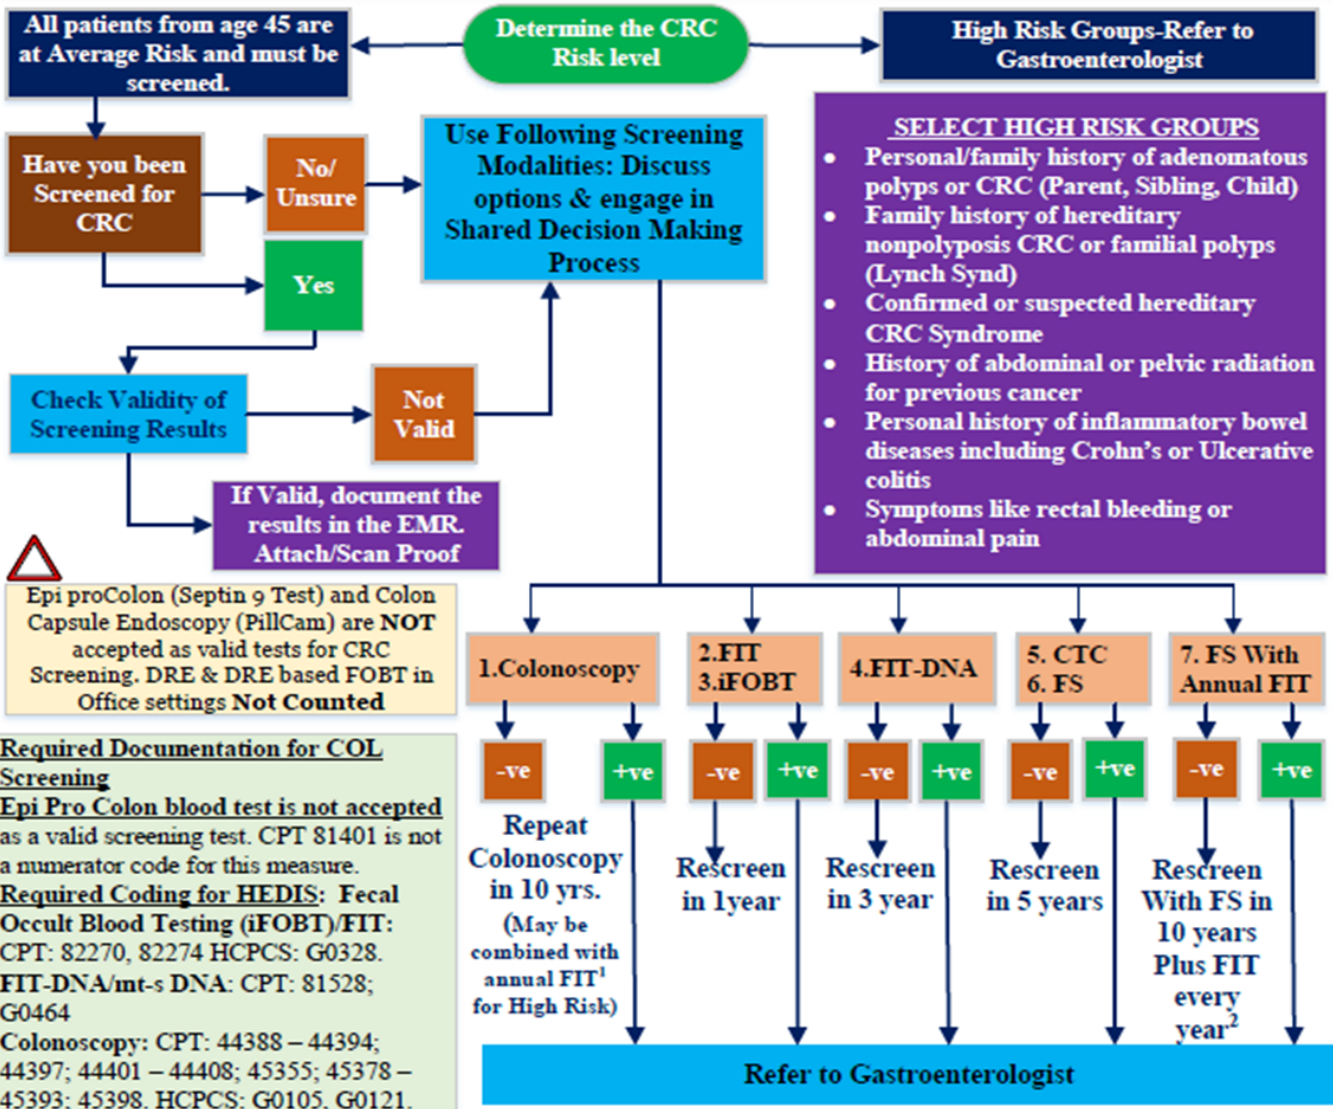 All patients from age 45 are
at Average Risk and must be
screened.
Determine the CRC
Risk level
High Risk Groups-Refer to
Gastroenterologist
Have you been
Screened for
CRC
No/
Unsure
Yes
Use Following Screening
Modalities: Discuss
options & engage in
Shared Decision Making
Process
SELECT HIGH RISK GROUPS
• Personal/family history of adenomatous
polyps or CRC (Parent, Sibling, Child)
• Family history of hereditary
nonpolyposis CRC or familial polyps
(Lynch Synd)
• Confirmed or suspected hereditary
CRC Syndrome
• History of abdominal or pelvic radiation
for previous cancer
• Personal history of inflammatory bowel
diseases including Crohn's or Ulcerative
colitis
• Symptoms like rectal bleeding or
abdominal pain
Check Validity of
Screening Results
Not
Valid
If Valid, document the
results in the EMR.
Attach/Scan Proof
Epi proColon (Septin 9 Test) and Colon
Capsule Endoscopy (PillCam) are NOT
accepted as valid tests for CRC
Screening. DRE & DRE based FOBT in
Office settings Not Counted
Required Documentation for COL
Screening
Epi Pro Colon blood test is not accepted
as a valid screening test. CPT 81401 is not
a numerator code for this measure.
Required Coding for HEDIS: Fecal
Occult Blood Testing (iFOBT)/FIT:
CPT: 82270, 82274 HCPCS: G0328.
FIT-DNA/mt-s DNA: CPT: 81528;
G0464
Colonoscopy: CPT: 44388 – 44394;
44397; 44401 – 44408; 45355; 45378 –
45393; 45398. HCPCS: G0105, G0121.
1.Colonoscopy
2.FIT
3.iFOBT
4.FIT-DNA
5. CTC
6. FS
7. FS With
Annual FIT
-ve
+ve
-ve
+ve
-ve
+ve
-ve
+ve
-ve
+ve
Repeat
Colonoscopy
in 10 yrs.
(May be
combined with
annual FIT¹
for High Risk)
Rescreen
in 1year
Rescreen
in 3 year
Rescreen
in 5 years
Rescreen
With FS in
10 years
Plus FIT
every
year²
Refer to Gastroenterologist